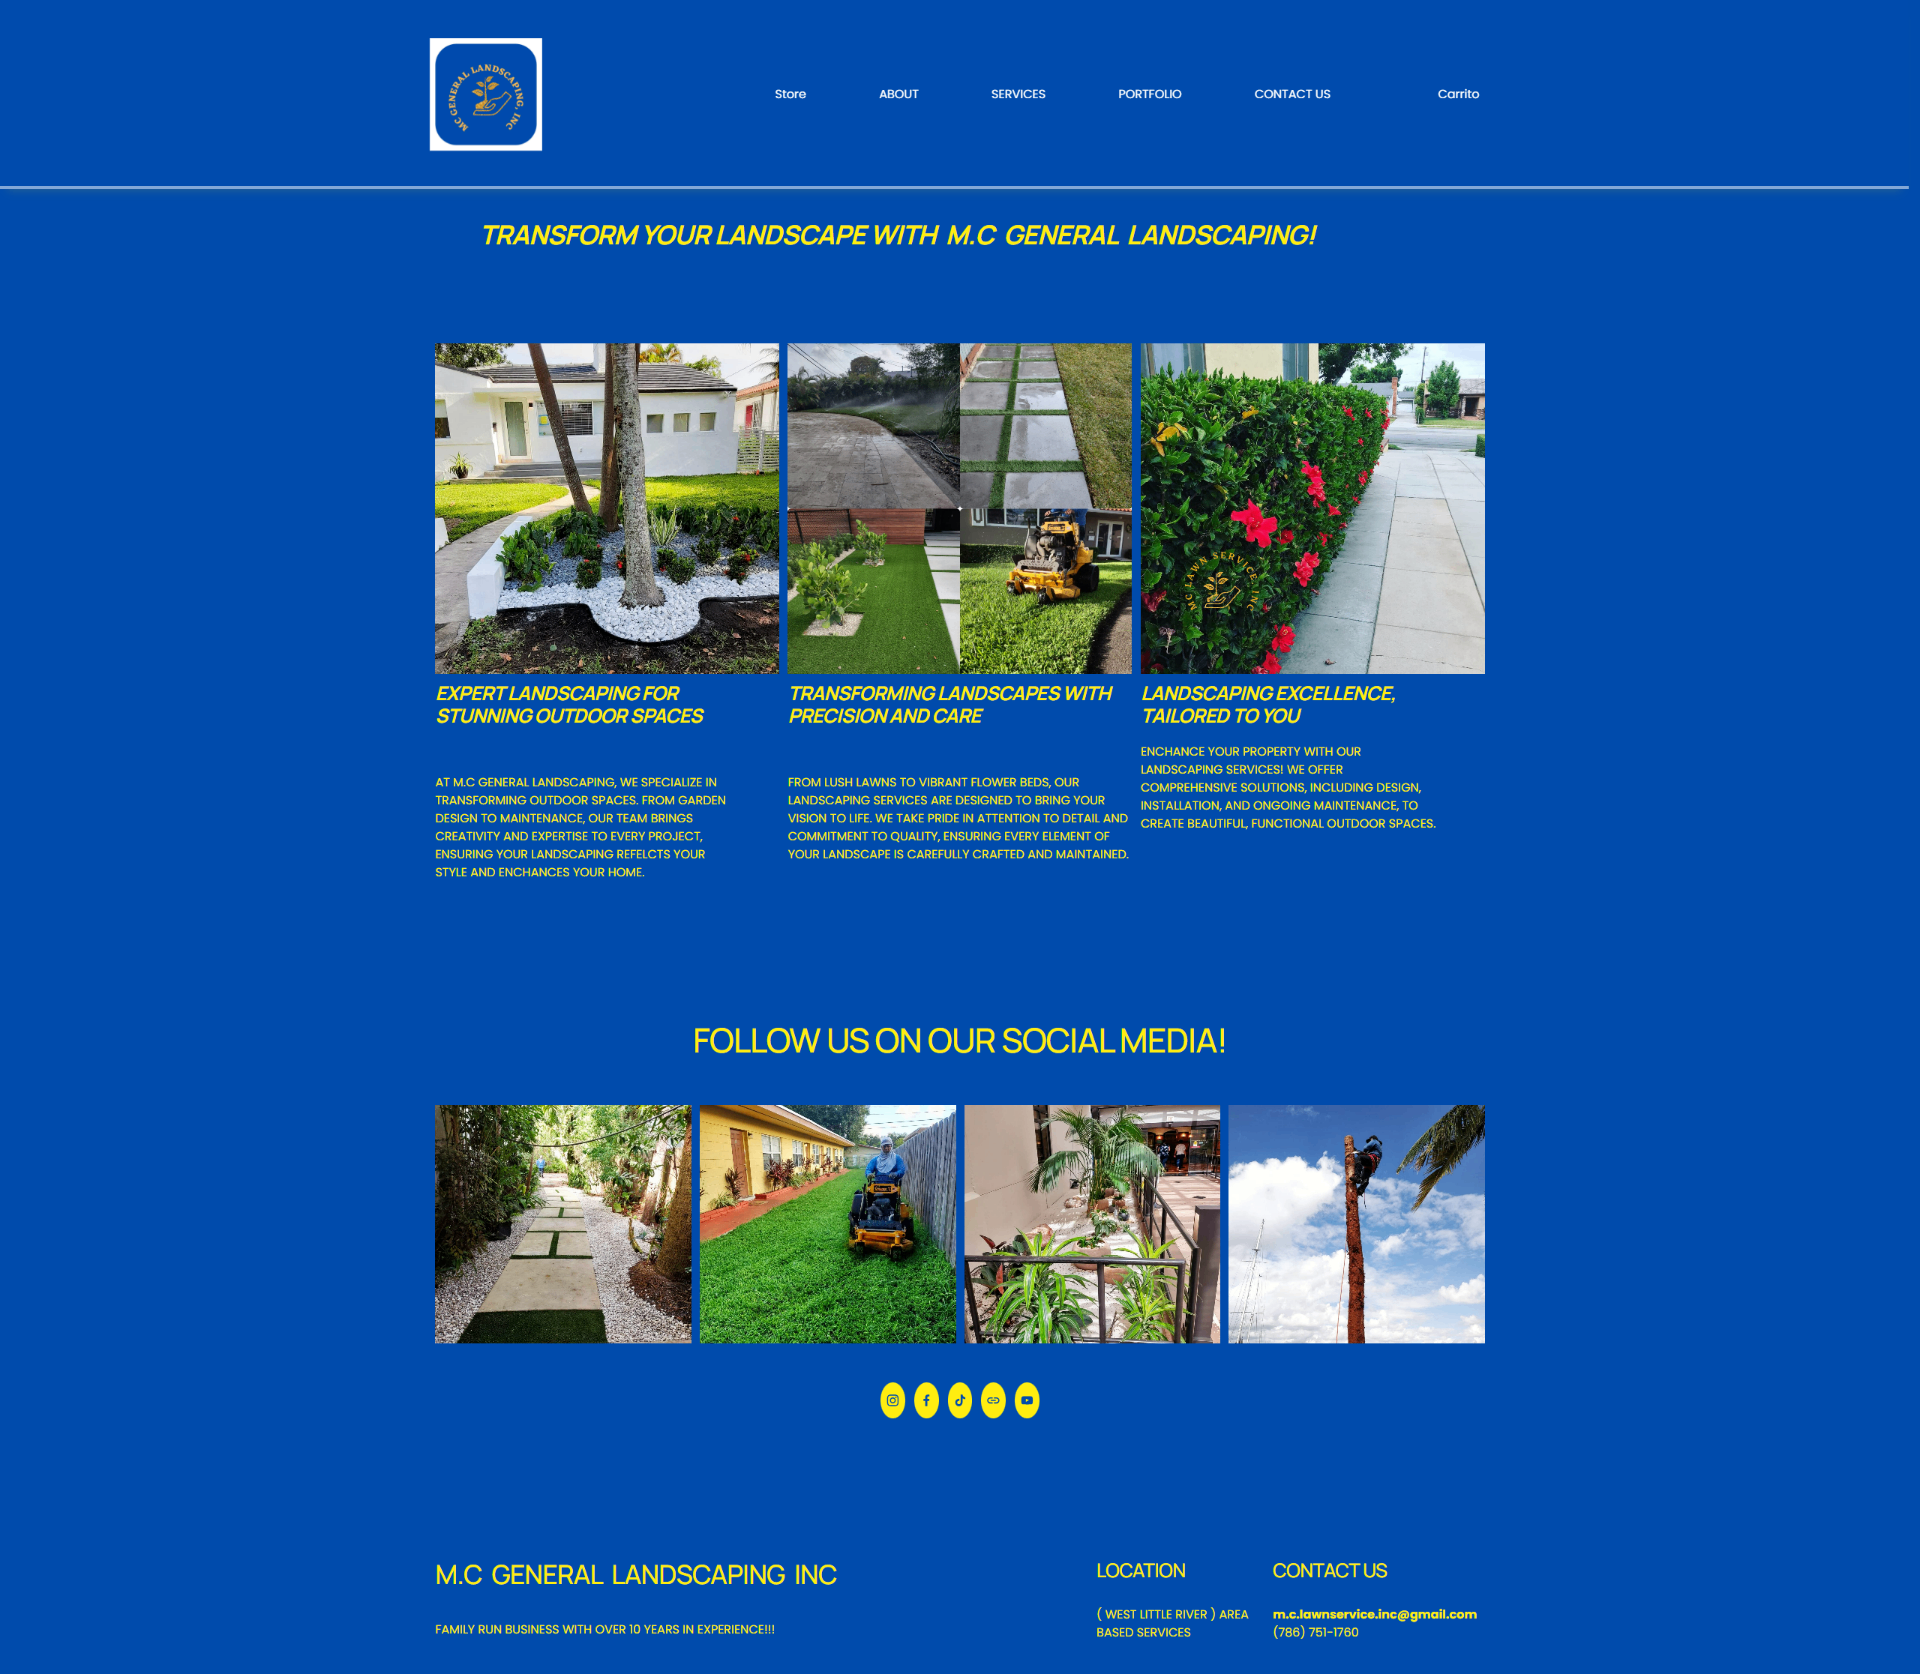 MC GENERAL LANDSCAPING, INC
Store
ABOUT
SERVICES
PORTFOLIO
CONTACT US
Carrito
TRANSFORM YOUR LANDSCAPE WITH M.C GENERAL LANDSCAPING!
MC LAWN SERVICE, INC
EXPERT LANDSCAPING FOR
STUNNING OUTDOOR SPACES
AT M.C GENERAL LANDSCAPING, WE SPECIALIZE IN
TRANSFORMING OUTDOOR SPACES. FROM GARDEN
DESIGN TO MAINTENANCE, OUR TEAM BRINGS
CREATIVITY AND EXPERTISE TO EVERY PROJECT,
ENSURING YOUR LANDSCAPING REFELCTS YOUR
STYLE AND ENCHANCES YOUR HOME.
TRANSFORMING LANDSCAPES WITH
PRECISION AND CARE
FROM LUSH LAWNS TO VIBRANT FLOWER BEDS, OUR
LANDSCAPING SERVICES ARE DESIGNED TO BRING YOUR
VISION TO LIFE. WE TAKE PRIDE IN ATTENTION TO DETAIL AND
COMMITMENT TO QUALITY, ENSURING EVERY ELEMENT OF
YOUR LANDSCAPE IS CAREFULLY CRAFTED AND MAINTAINED.
LANDSCAPING EXCELLENCE,
TAILORED TO YOU
ENCHANCE YOUR PROPERTY WITH OUR
LANDSCAPING SERVICES! WE OFFER
COMPREHENSIVE SOLUTIONS, INCLUDING DESIGN,
INSTALLATION, AND ONGOING MAINTENANCE, TO
CREATE BEAUTIFUL, FUNCTIONAL OUTDOOR SPACES.
FOLLOW US ON OUR SOCIAL MEDIA!
M.C GENERAL LANDSCAPING INC
FAMILY RUN BUSINESS WITH OVER 10 YEARS IN EXPERIENCE!!!
LOCATION
( WEST LITTLE RIVER ) AREA
BASED SERVICES
CONTACT US
m.c.lawnservice.inc@gmail.com
(786) 751-1760